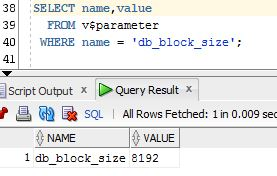 38 SELECT name,value
39 FROM v$parameter
40 WHERE name = 'db_block_size';
41
Script Output × Query Result ×
SQL | All Rows Fetched: 1 in 0.009 sec
NAME VALUE
1 db_block_size 8192